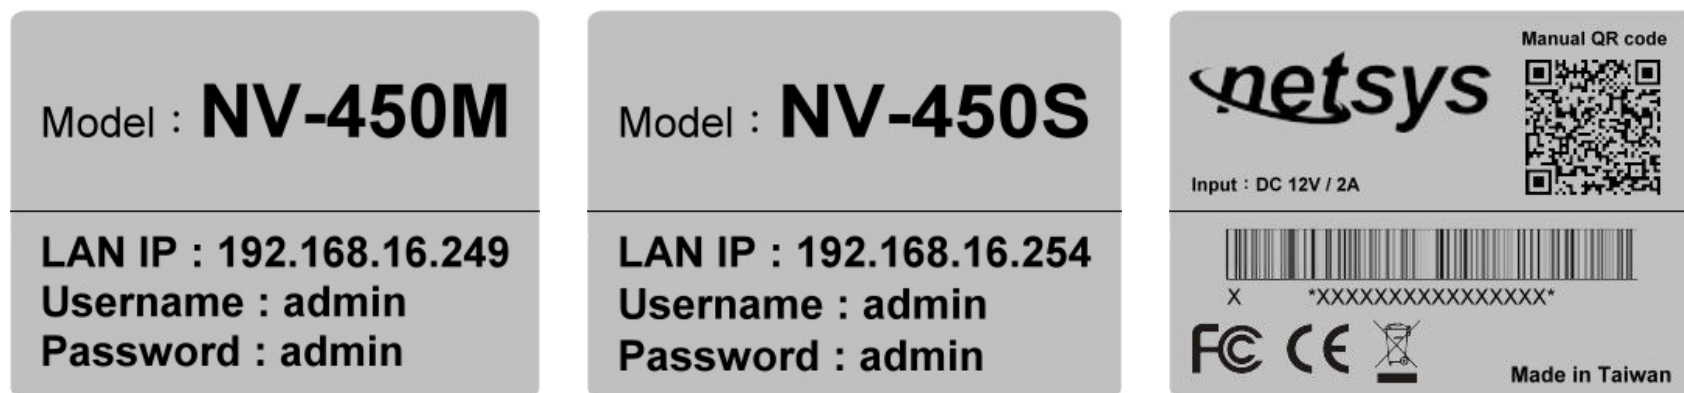 Model：NV-450M
LAN IP : 192.168.16.249
Username : admin
Password : admin
Model：NV-450S
LAN IP : 192.168.16.254
Username : admin
Password : admin
Manual QR code
netsys
Input：DC 12V / 2A
X *XXXXXXXXXXXXXXXX*
FC CE
Made in Taiwan